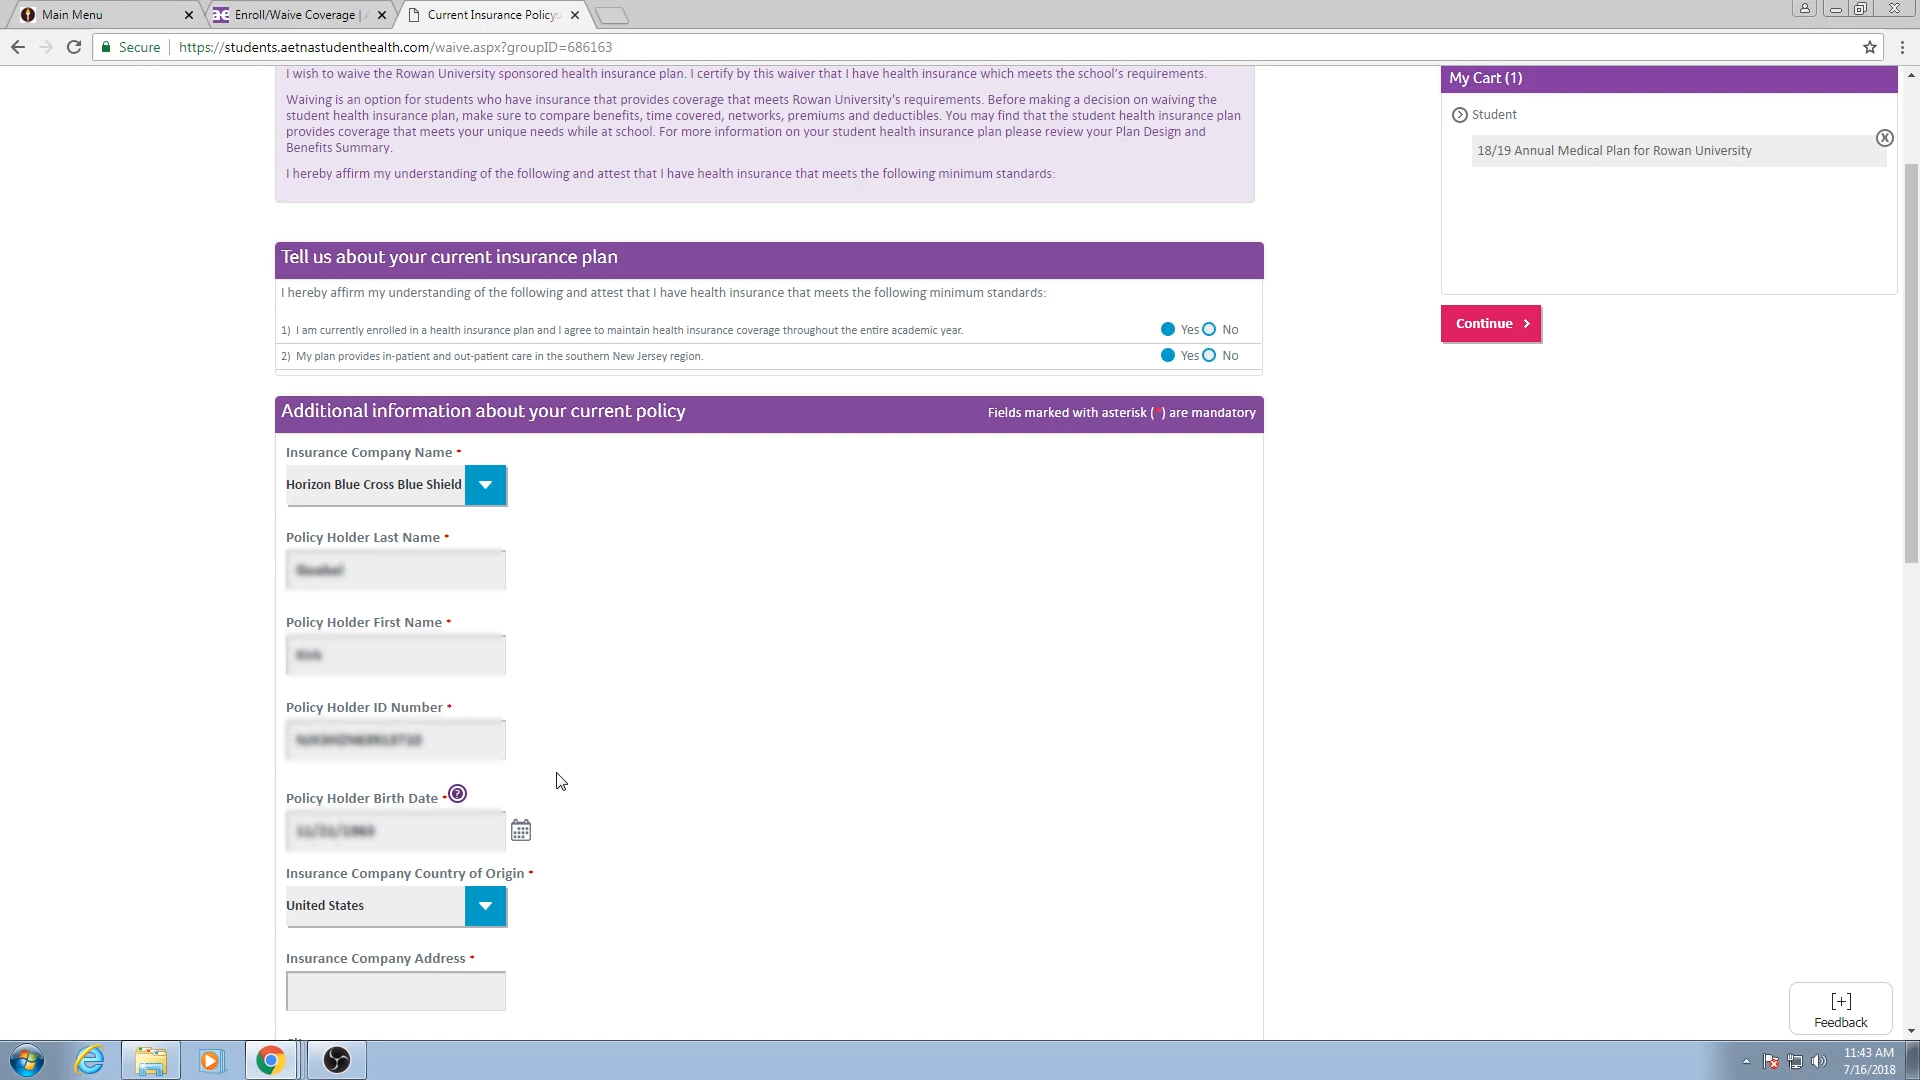 Main Menu
Enroll/Waive Coverage |
Current Insurance Policy:
Secure
https://students.aetnastudenthealth.com/waive.aspx?groupID=686163
I wish to waive the Rowan University sponsored health insurance plan. I certify by this waiver that I have health insurance which meets the school's requirements.
Waiving is an option for students who have insurance that provides coverage that meets Rowan University's requirements. Before making a decision on waiving the
student health insurance plan, make sure to compare benefits, time covered, networks, premiums and deductibles. You may find that the student health insurance plan
provides coverage that meets your unique needs while at school. For more information on your student health insurance plan please review your Plan Design and
Benefits Summary.
I hereby affirm my understanding of the following and attest that I have health insurance that meets the following minimum standards:
My Cart (1)
Student
18/19 Annual Medical Plan for Rowan University
Continue
Tell us about your current insurance plan
I hereby affirm my understanding of the following and attest that I have health insurance that meets the following minimum standards:
1) I am currently enrolled in a health insurance plan and I agree to maintain health insurance coverage throughout the entire academic year. Yes No
2) My plan provides in-patient and out-patient care in the southern New Jersey region. Yes No
Additional information about your current policy
Fields marked with asterisk (*) are mandatory
Insurance Company Name *
Horizon Blue Cross Blue Shield
Policy Holder Last Name *
Policy Holder First Name *
Policy Holder ID Number *
Policy Holder Birth Date *
Insurance Company Country of Origin *
United States
Insurance Company Address *
[+]
Feedback
11:43 AM
7/16/2018